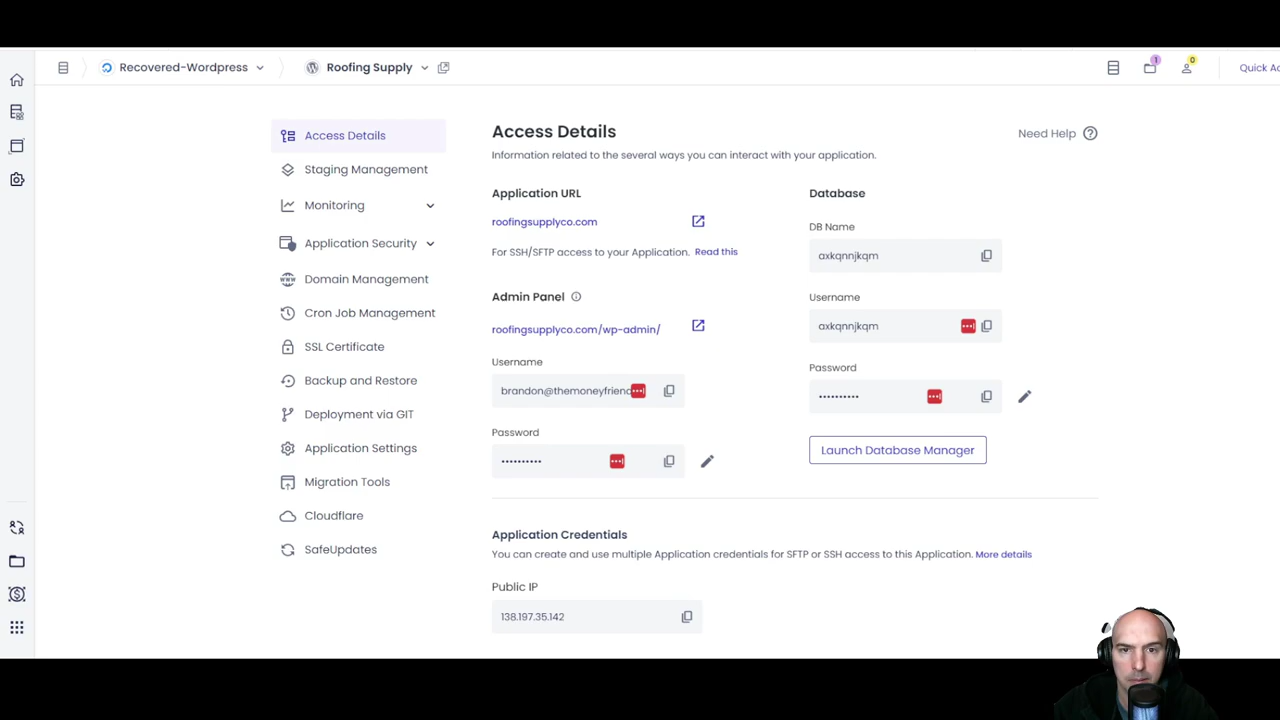 Recovered-Wordpress
Roofing Supply
1
0
Quick Ac
Access Details
Staging Management
Monitoring
Application Security
Domain Management
Cron Job Management
SSL Certificate
Backup and Restore
Deployment via GIT
Application Settings
Migration Tools
Cloudflare
SafeUpdates
Access Details
Need Help
Information related to the several ways you can interact with your application.
Application URL
roofingsupplyco.com
For SSH/SFTP access to your Application. Read this
Admin Panel
roofingsupplyco.com/wp-admin/
Username
brandon@themoneyfrienc
Password
••••••••••
Database
DB Name
axkqnnjkqm
Username
axkqnnjkqm
Password
••••••••••
Launch Database Manager
Application Credentials
You can create and use multiple Application credentials for SFTP or SSH access to this Application. More details
Public IP
138.197.35.142